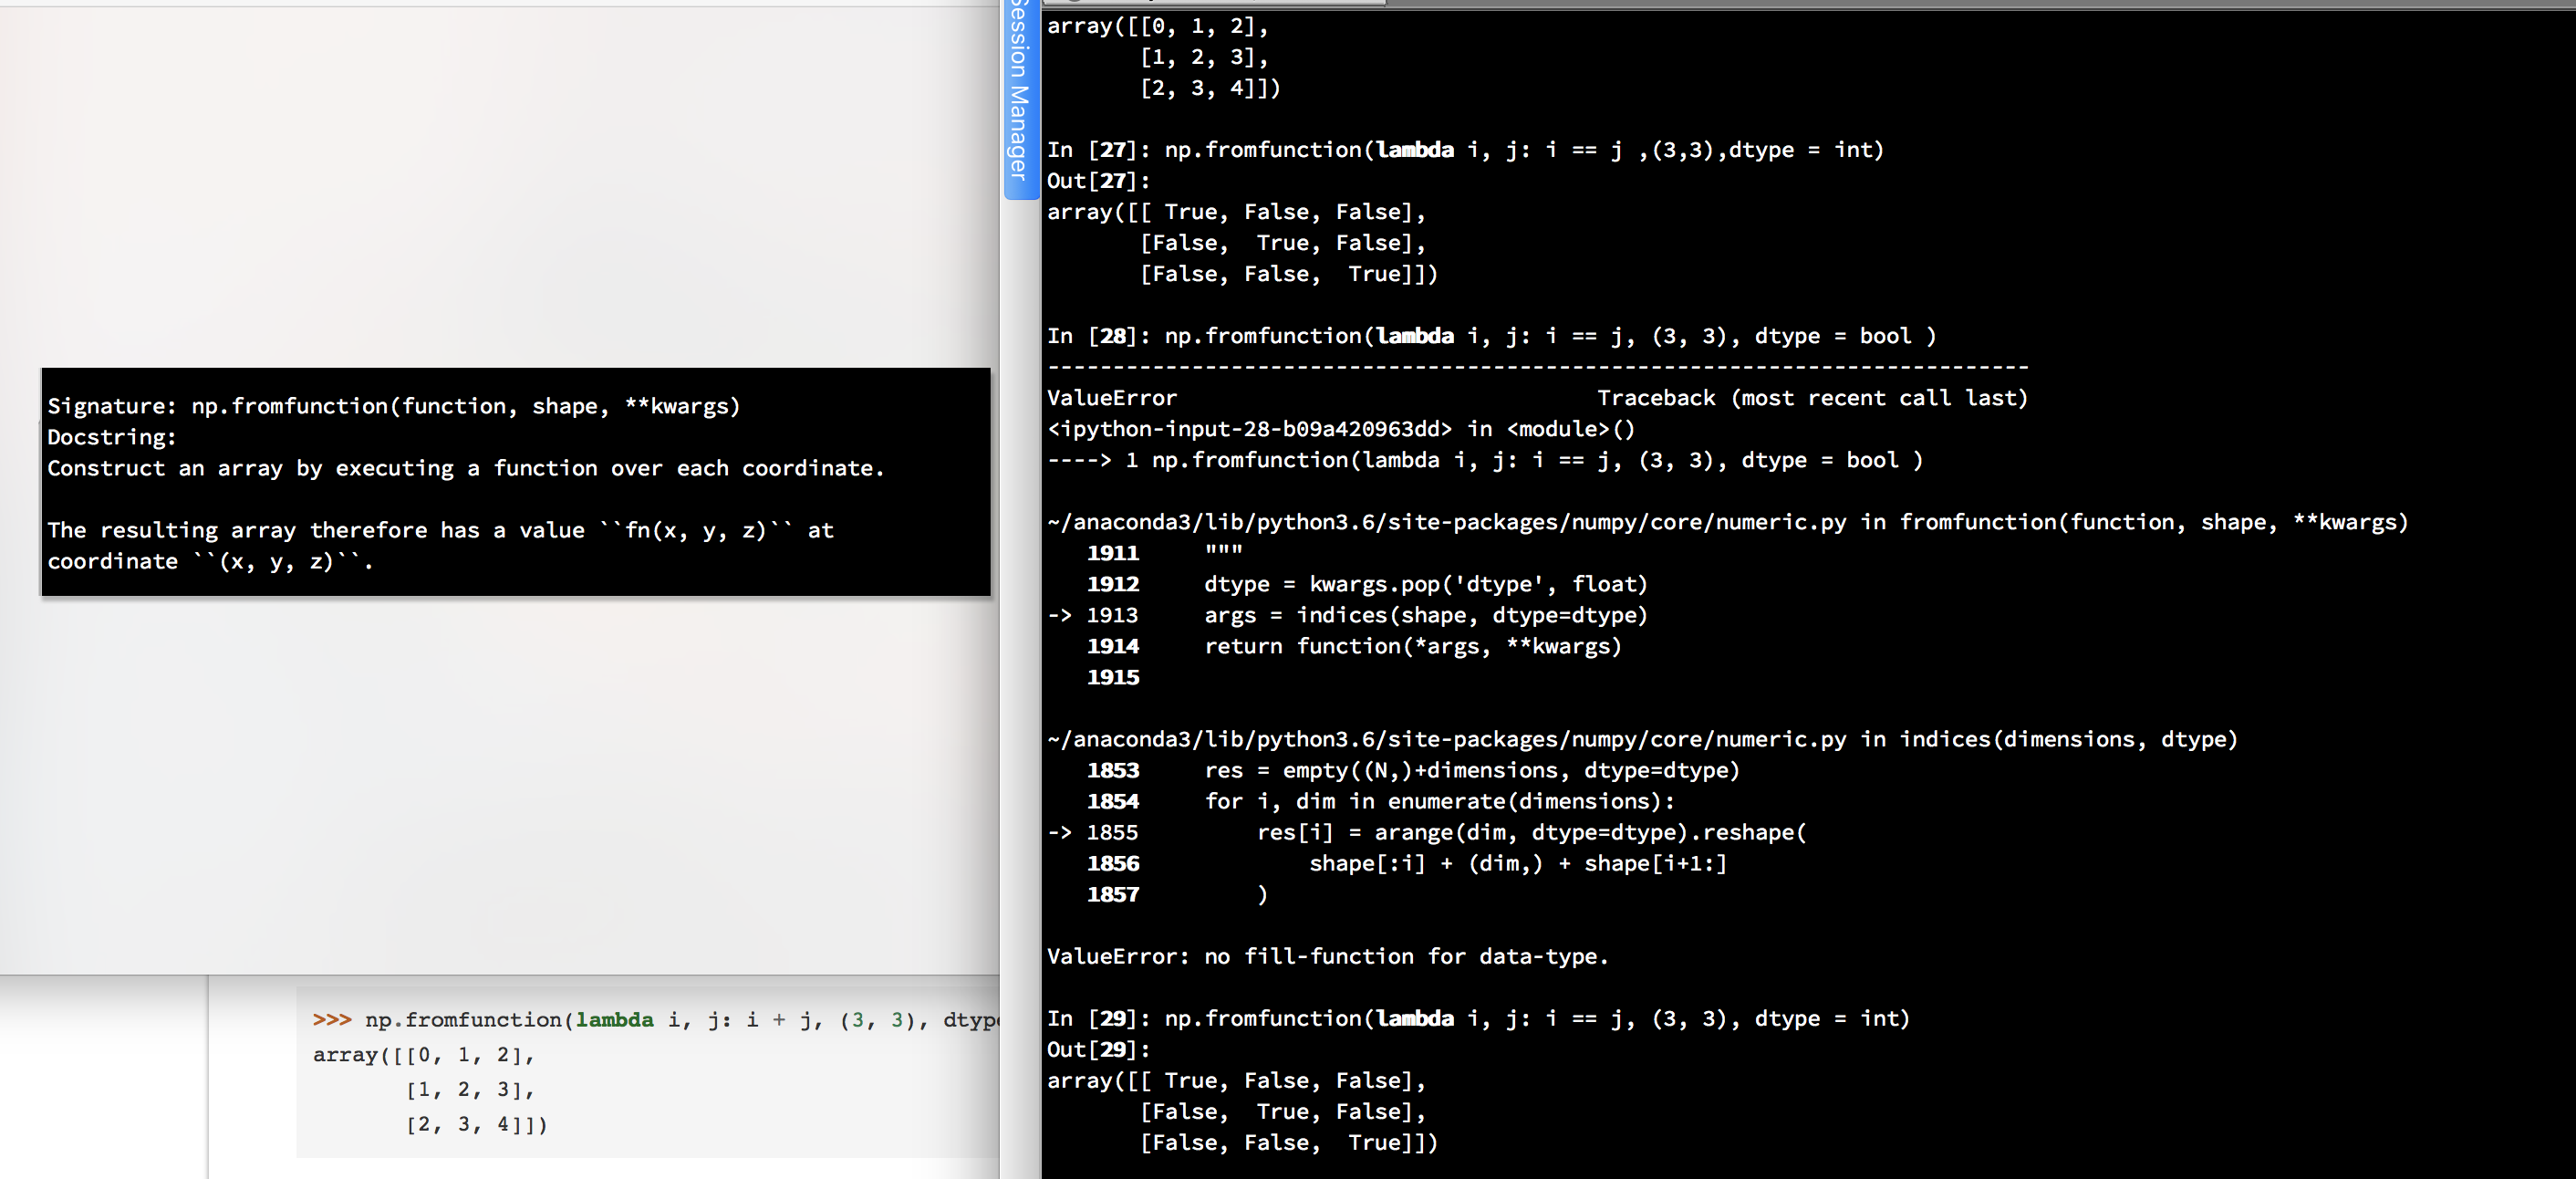 Signature: np.fromfunction(function, shape, **kwargs)
Docstring:
Construct an array by executing a function over each coordinate.
The resulting array therefore has a value ``fn(x, y, z)`` at
coordinate ``(x, y, z)``.
>>> np.fromfunction(lambda i, j: i + j, (3, 3), dtype
array([[0, 1, 2],
       [1, 2, 3],
       [2, 3, 4]])
Session Manager
array([[0, 1, 2],
       [1, 2, 3],
       [2, 3, 4]])
In [27]: np.fromfunction(lambda i, j: i == j ,(3,3),dtype = int)
Out[27]:
array([[ True, False, False],
       [False,  True, False],
       [False, False,  True]])
In [28]: np.fromfunction(lambda i, j: i == j, (3, 3), dtype = bool )
---------------------------------------------------------------------------
ValueError                                Traceback (most recent call last)
<ipython-input-28-b09a420963dd> in <module>()
----> 1 np.fromfunction(lambda i, j: i == j, (3, 3), dtype = bool )
~/anaconda3/lib/python3.6/site-packages/numpy/core/numeric.py in fromfunction(function, shape, **kwargs)
   1911     """
   1912     dtype = kwargs.pop('dtype', float)
-> 1913     args = indices(shape, dtype=dtype)
   1914     return function(*args, **kwargs)
   1915
~/anaconda3/lib/python3.6/site-packages/numpy/core/numeric.py in indices(dimensions, dtype)
   1853     res = empty((N,)+dimensions, dtype=dtype)
   1854     for i, dim in enumerate(dimensions):
-> 1855         res[i] = arange(dim, dtype=dtype).reshape(
   1856             shape[:i] + (dim,) + shape[i+1:]
   1857         )
ValueError: no fill-function for data-type.
In [29]: np.fromfunction(lambda i, j: i == j, (3, 3), dtype = int)
Out[29]:
array([[ True, False, False],
       [False,  True, False],
       [False, False,  True]])